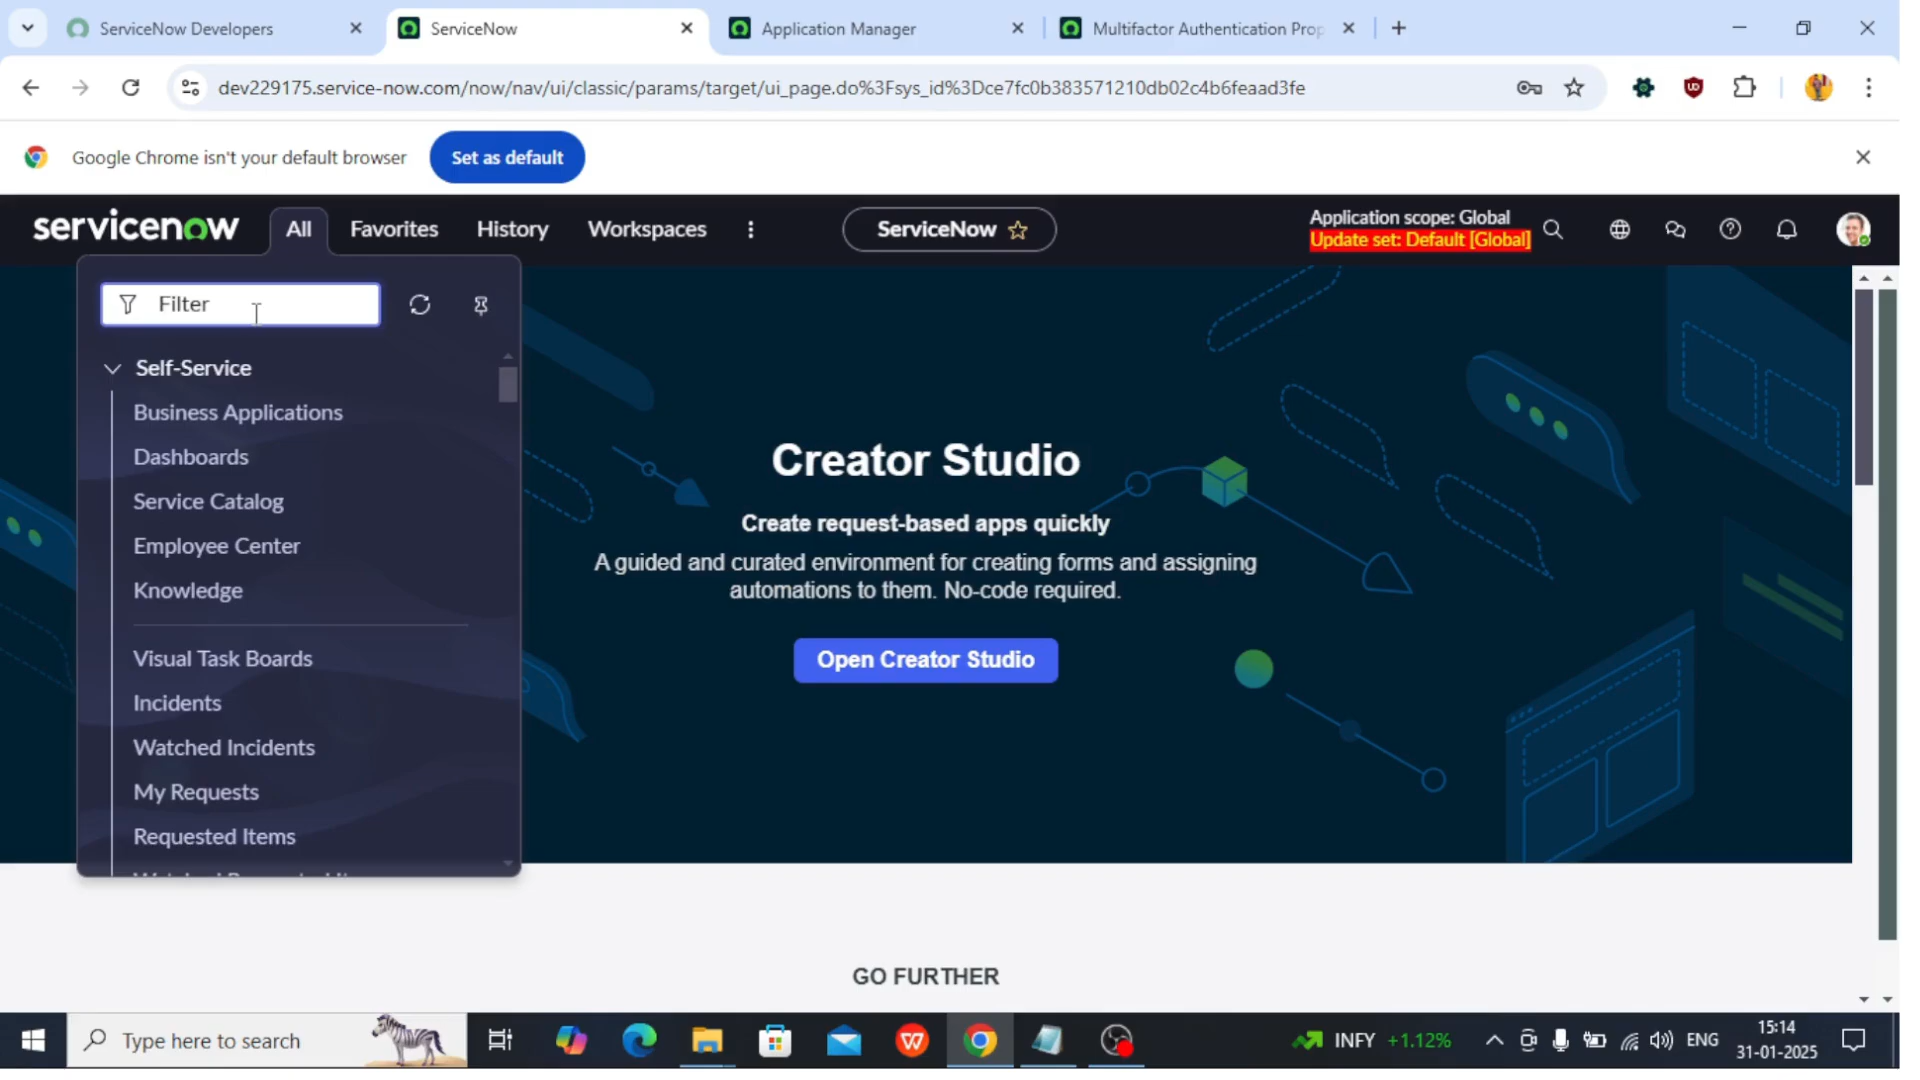 ServiceNow Developers
ServiceNow
Application Manager
Multifactor Authentication Prop
dev229175.service-now.com/now/nav/ui/classic/params/target/ui_page.do%3Fsys_id%3Dce7fc0b383571210db02c4b6feaad3fe
Google Chrome isn't your default browser
Set as default
servicenow
All
Favorites
History
Workspaces
ServiceNow
Application scope: Global
Update set: Default [Global]
Filter
Self-Service
Business Applications
Dashboards
Service Catalog
Employee Center
Knowledge
Visual Task Boards
Incidents
Watched Incidents
My Requests
Requested Items
Creator Studio
Create request-based apps quickly
A guided and curated environment for creating forms and assigning
automations to them. No-code required.
Open Creator Studio
GO FURTHER
Type here to search
INFY +1.12%
ENG
15:14
31-01-2025